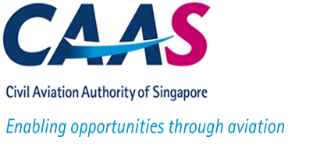 CAAS
Civil Aviation Authority of Singapore
Enabling opportunities through aviation